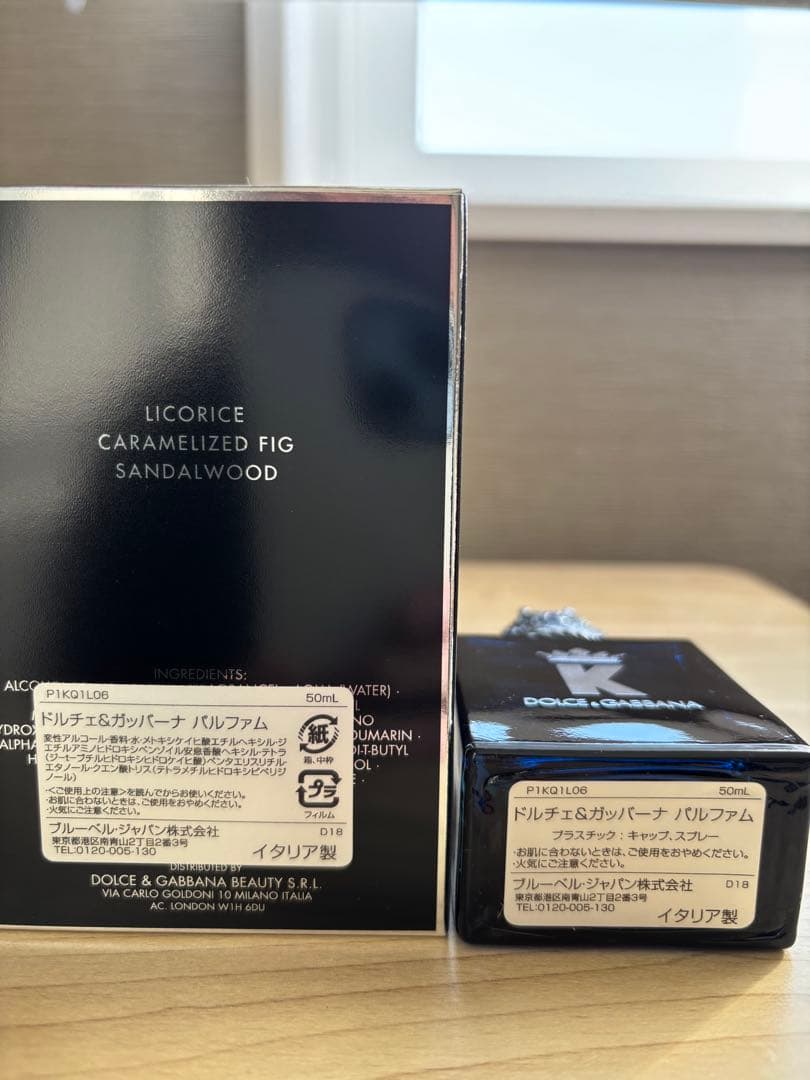 LICORICE
CARAMELIZED FIG
SANDALWOOD
INGREDIENTS:
ALCO
(WATER) ·
HYDROX
NO
OUMARIN
ALPHA
DI-T-BUTYL
OL ·
P1KQ1L06
50mL
ドルチェ&ガッバーナ パルファム
変性アルコール・香料・水・メトキシケイヒ酸エチルヘキシル・ジ
エチルアミノヒドロキシベンゾイル安息香酸ヘキシル・テトラ
(ジ-t-ブチルヒドロキシヒドロケイヒ酸)ペンタエリスリチル・
エタノール・クエン酸トリス(テトラメチルヒドロキシピペリジ
ノール)
紙
箱、中枠
プラ
フィルム
・<ご使用上の注意>を読んでからお使いください。
・お肌に合わないときは、ご使用をおやめください。
・火気にご注意ください。
ブルーベル・ジャパン株式会社
D18
東京都港区南青山2丁目2番3号
TEL:0120-005-130
イタリア製
DISTRIBUTED BY
DOLCE & GABBANA BEAUTY S.R.L.
VIA CARLO GOLDONI 10 MILANO ITALIA
AC. LONDON W1H 6DU
K
DOLCE & GABBANA
P1KQ1L06
50mL
ドルチェ&ガッバーナ パルファム
プラスチック：キャップ、スプレー
・お肌に合わないときは、ご使用をおやめください。
・火気にご注意ください。
ブルーベル・ジャパン株式会社
D18
東京都港区南青山2丁目2番3号
TEL:0120-005-130
イタリア製